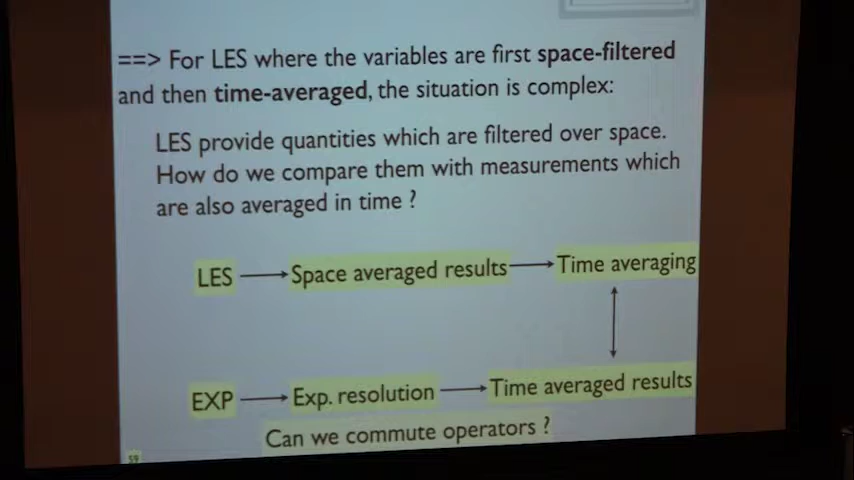 ==> For LES where the variables are first space-filtered
and then time-averaged, the situation is complex:
LES provide quantities which are filtered over space.
How do we compare them with measurements which
are also averaged in time ?
LES → Space averaged results → Time averaging
EXP → Exp. resolution → Time averaged results
Can we commute operators ?
59